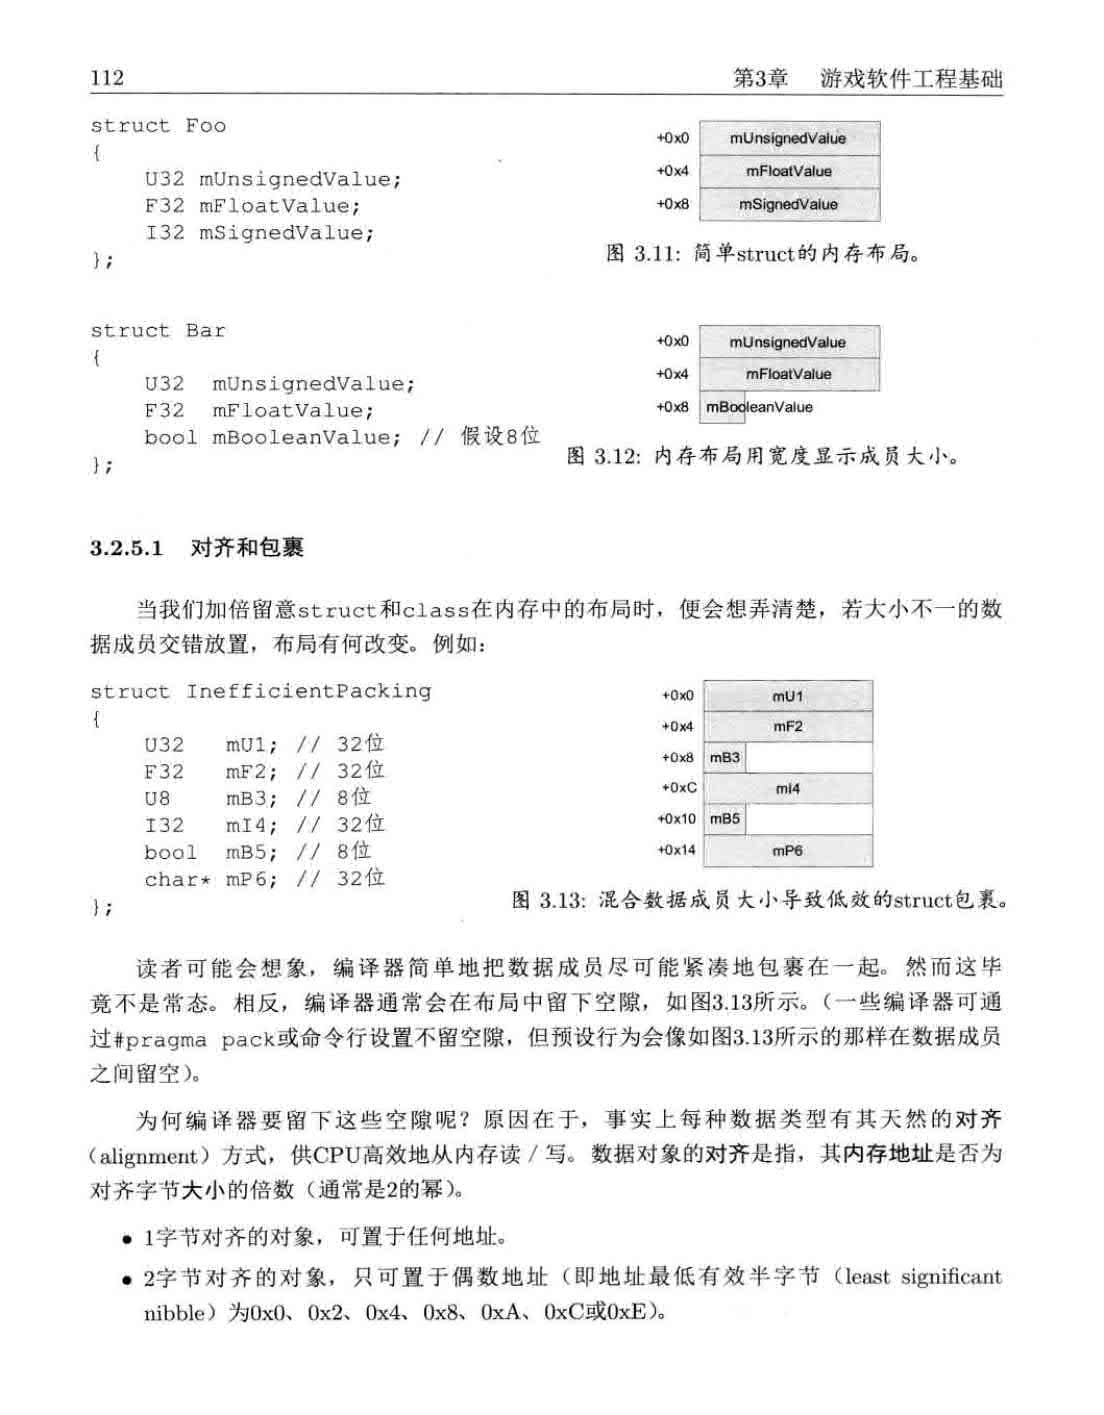 112 第3章 游戏软件工程基础
struct Foo
{
U32 mUnsignedValue;
F32 mFloatValue;
I32 mSignedValue;
};
+0x0 mUnsignedValue
+0x4 mFloatValue
+0x8 mSignedValue
图 3.11: 简单struct的内存布局。
struct Bar
{
U32 mUnsignedValue;
F32 mFloatValue;
bool mBooleanValue; // 假设8位
};
+0x0 mUnsignedValue
+0x4 mFloatValue
+0x8 mBooleanValue
图 3.12: 内存布局用宽度显示成员大小。
3.2.5.1 对齐和包裹
当我们加倍留意struct和class在内存中的布局时，便会想弄清楚，若大小不一的数
据成员交错放置，布局有何改变。例如：
struct InefficientPacking
{
U32 mU1; // 32位
F32 mF2; // 32位
U8 mB3; // 8位
I32 mI4; // 32位
bool mB5; // 8位
char* mP6; // 32位
};
+0x0 mU1
+0x4 mF2
+0x8 mB3
+0xC mI4
+0x10 mB5
+0x14 mP6
图 3.13: 混合数据成员大小导致低效的struct包裹。
读者可能会想象，编译器简单地把数据成员尽可能紧凑地包裹在一起。然而这毕
竟不是常态。相反，编译器通常会在布局中留下空隙，如图3.13所示。（一些编译器可通
过#pragma pack或命令行设置不留空隙，但预设行为会像如图3.13所示的那样在数据成员
之间留空）。
为何编译器要留下这些空隙呢？原因在于，事实上每种数据类型有其天然的对齐
（alignment）方式，供CPU高效地从内存读／写。数据对象的对齐是指，其内存地址是否为
对齐字节大小的倍数（通常是2的幂）。
• 1字节对齐的对象，可置于任何地址。
• 2字节对齐的对象，只可置于偶数地址（即地址最低有效半字节（least significant
nibble）为0x0、0x2、0x4、0x8、0xA、0xC或0xE）。